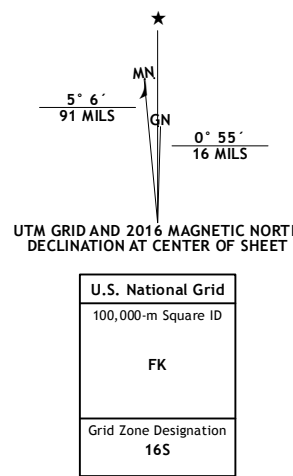 ★
MN
5° 6´
91 MILS
GN
0° 55´
16 MILS
UTM GRID AND 2016 MAGNETIC NORTH
DECLINATION AT CENTER OF SHEET
U.S. National Grid
100,000-m Square ID
FK
Grid Zone Designation
16S